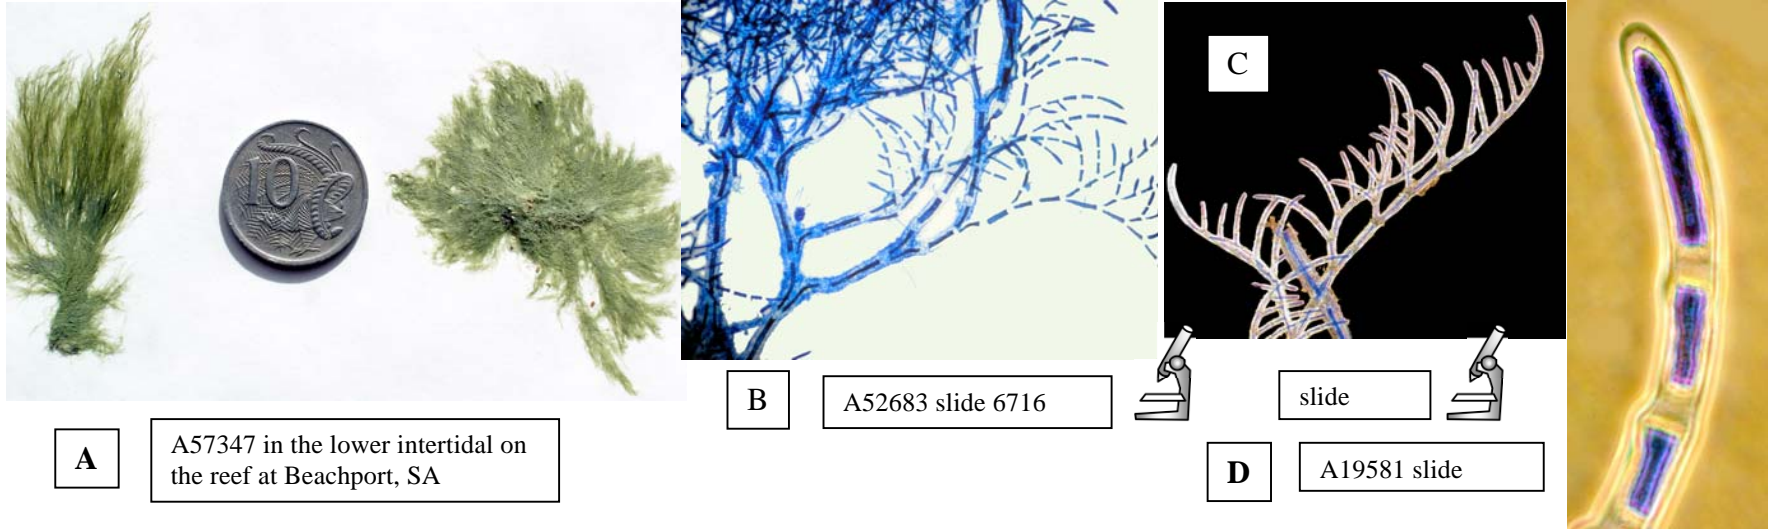 10
C
B
A52683 slide 6716
slide
A
A57347 in the lower intertidal on
the reef at Beachport, SA
D
A19581 slide